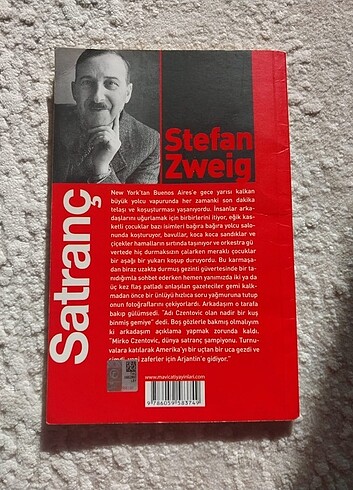 Stefan
Zweig
Satranç
New York'tan Buenos Aires'e gece yarısı kalkan
büyük yolcu vapurunda her zamanki son dakika
telaşı ve koşuşturması yaşanıyordu. İnsanlar arka-
daşlarını uğurlamak için birbirlerini itiyor, eğik kas-
ketli çocuklar bazı isimleri bağıra bağıra yolcu salo-
nunda koşturuyor, bavullar, koca koca sandıklar ve
çiçekler hamalların sırtında taşınıyor ve orkestra gü-
vertede hiç durmaksızın çalarken meraklı çocuklar
bir aşağı bir yukarı koşup duruyordu. Bu karmaşa-
dan biraz uzakta durmuş gezinti güvertesinde bir ta-
nıdığımla sohbet ederken hemen yanımızda iki ya da
üç kez flaş patladı anlaşılan gazeteciler gemi kalk-
madan önce bir ünlüyü hızlıca soru yağmuruna tutup
onun fotoğraflarını çekiyorlardı. Arkadaşım o tarafa
bakıp gülümsedi. "Adı Czentovic olan nadir bir kuş
binmiş gemiye" dedi. Boş gözlerle bakmış olmalıyım
ki arkadaşım açıklama yapmak zorunda kaldı.
"Mirko Czentovic, dünya satranç şampiyonu. Turnu-
valara katılarak Amerika'yı bir uçtan bir uca gezdi ve
şimdi yeni zaferler için Arjantin'e gidiyor."
www.mavicatiyayinlari.com
9 786059 583749